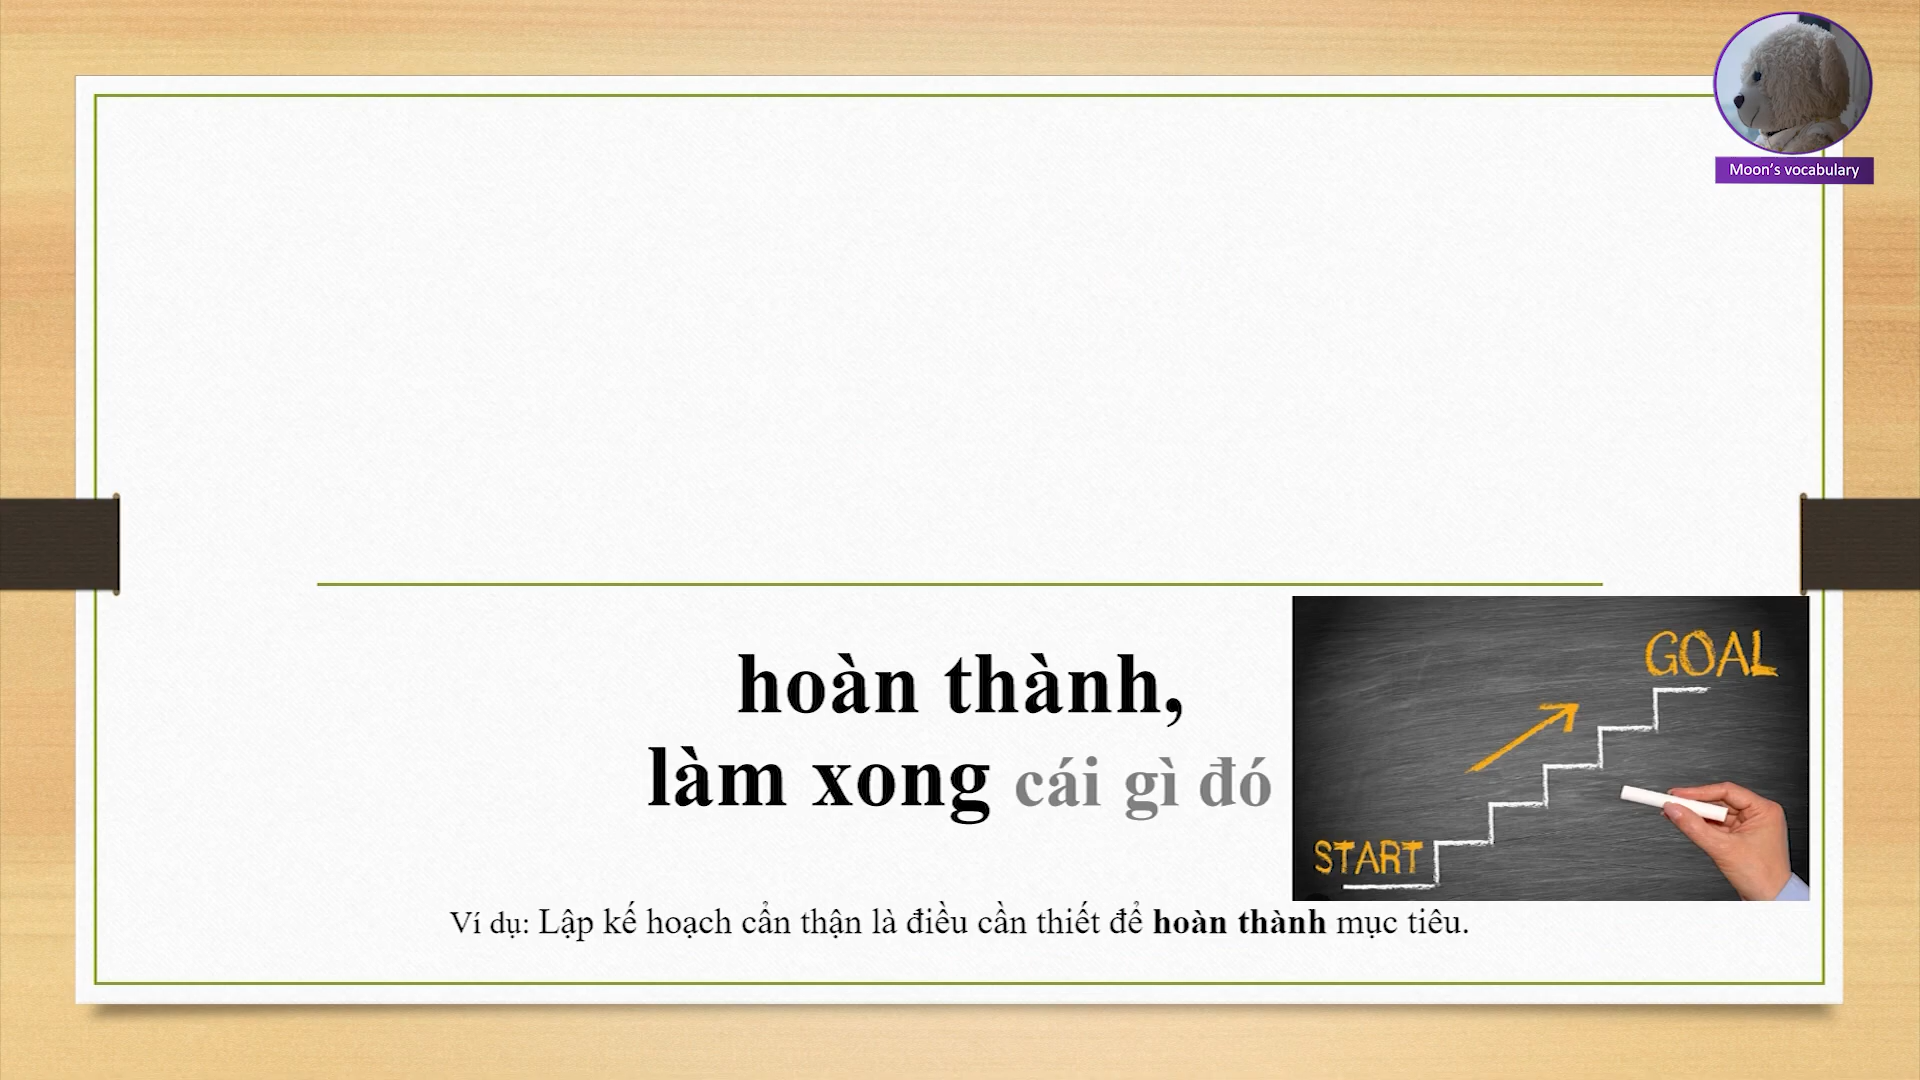 Moon's vocabulary
hoàn thành,
làm xong cái gì đó
GOAL
START
Ví dụ: Lập kế hoạch cẩn thận là điều cần thiết để hoàn thành mục tiêu.